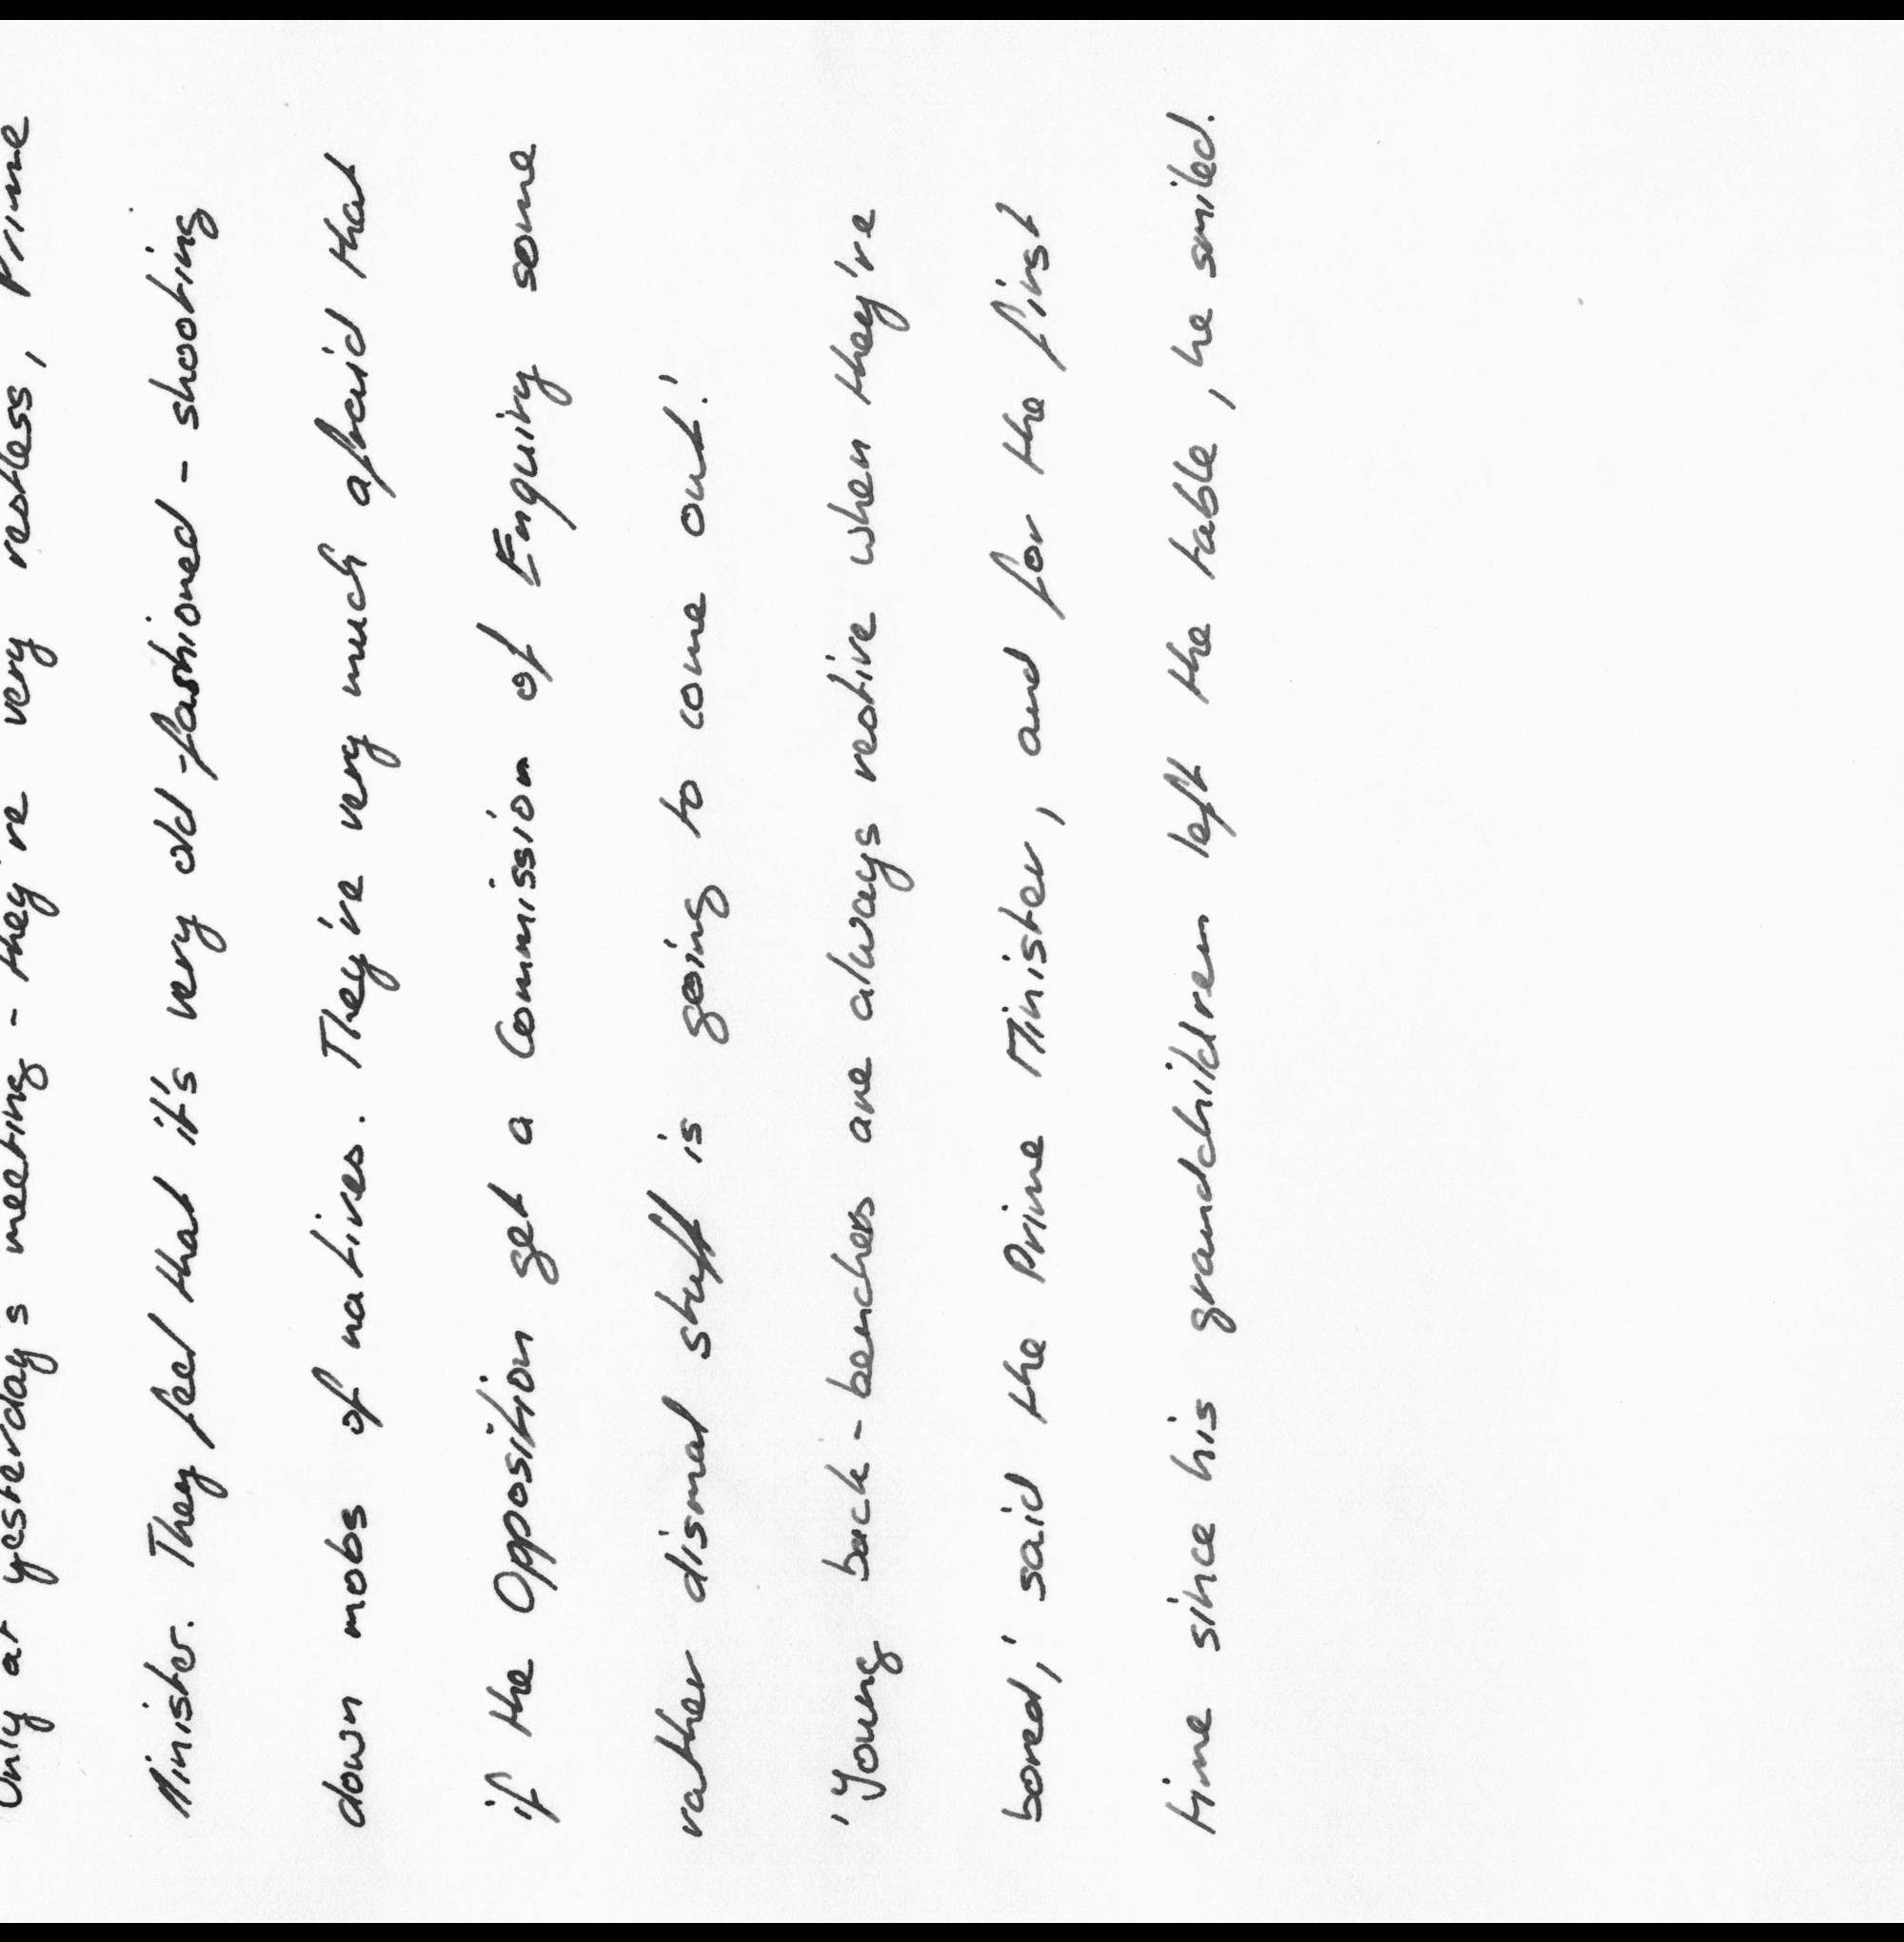 Only at yesterday's meeting - they're very restless, Prime
Minister. They feel that it's very old-fashioned - shooting
down mobs of natives. They're very much afraid that
if the Opposition get a Commission of Enquiry some
rather dismal stuff is going to come out.'
'Young back-benchers are always restive when they're
bored,' said the Prime Minister, and for the first
time since his grandchildren left the table, he smiled.